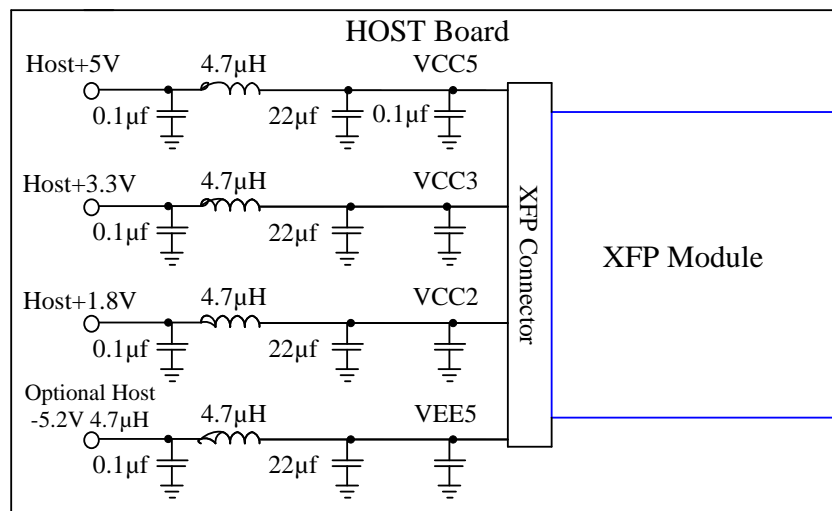 HOST Board
Host+5V 4.7µH VCC5
0.1µf 22µf 0.1µf
Host+3.3V 4.7µH VCC3
0.1µf 22µf
XFP Connector
XFP Module
Host+1.8V 4.7µH VCC2
0.1µf 22µf
Optional Host
-5.2V 4.7µH 4.7µH VEE5
0.1µf 22µf